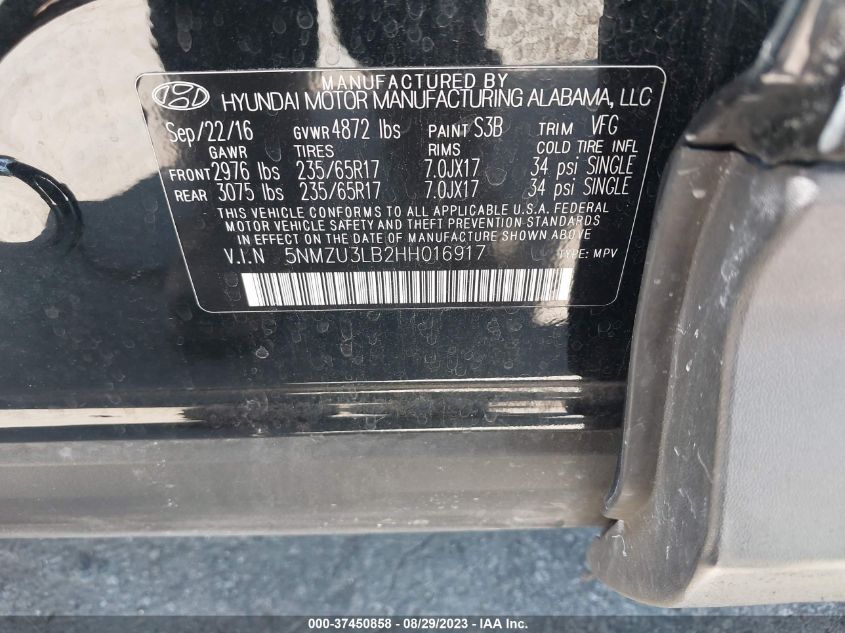 MANUFACTURED BY
HYUNDAI MOTOR MANUFACTURING ALABAMA, LLC
Sep/22/16 GVWR 4872 lbs PAINT S3B TRIM VFG
GAWR TIRES RIMS COLD TIRE INFL
FRONT 2976 lbs 235/65R17 7.0JX17 34 psi SINGLE
REAR 3075 lbs 235/65R17 7.0JX17 34 psi SINGLE
THIS VEHICLE CONFORMS TO ALL APPLICABLE U.S.A. FEDERAL
MOTOR VEHICLE SAFETY AND THEFT PREVENTION STANDARDS
IN EFFECT ON THE DATE OF MANUFACTURE SHOWN ABOVE
V.I.N 5NMZU3LB2HH016917 TYPE: MPV
000-37450858 - 08/29/2023 - IAA Inc.